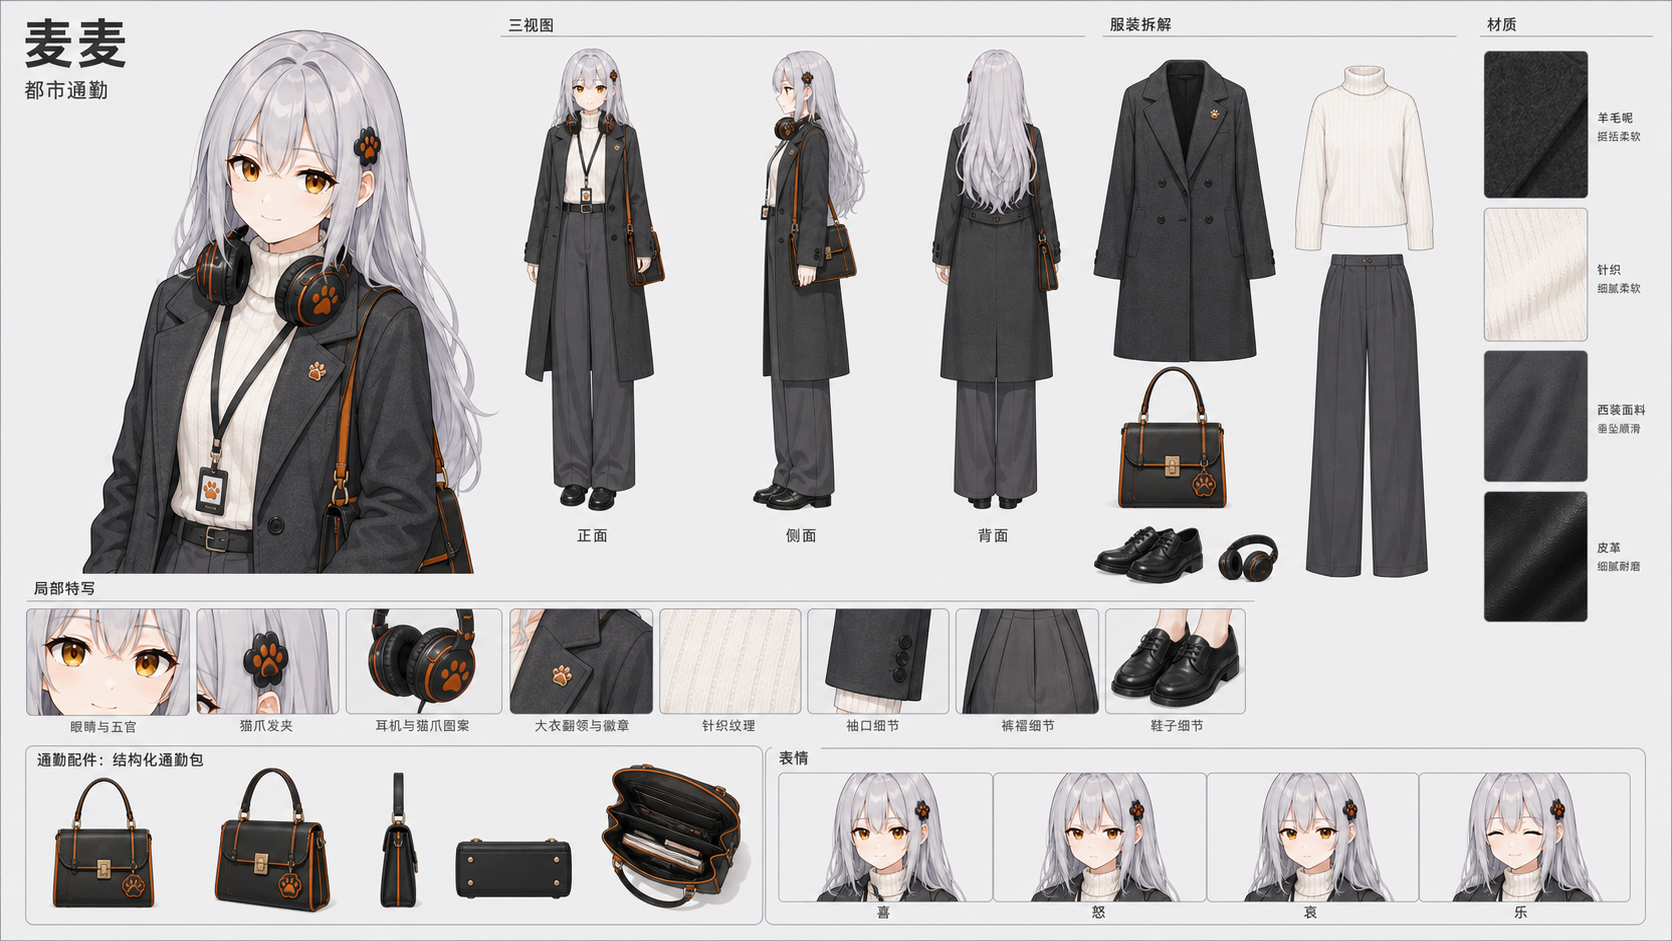 麦麦
都市通勤
三视图
正面
侧面
背面
服装拆解
材质
羊毛呢
挺括柔软
针织
细腻柔软
西装面料
垂坠顺滑
皮革
细腻耐磨
局部特写
眼睛与五官
猫爪发夹
耳机与猫爪图案
大衣翻领与徽章
针织纹理
袖口细节
裤褶细节
鞋子细节
通勤配件：结构化通勤包
表情
喜
怒
哀
乐